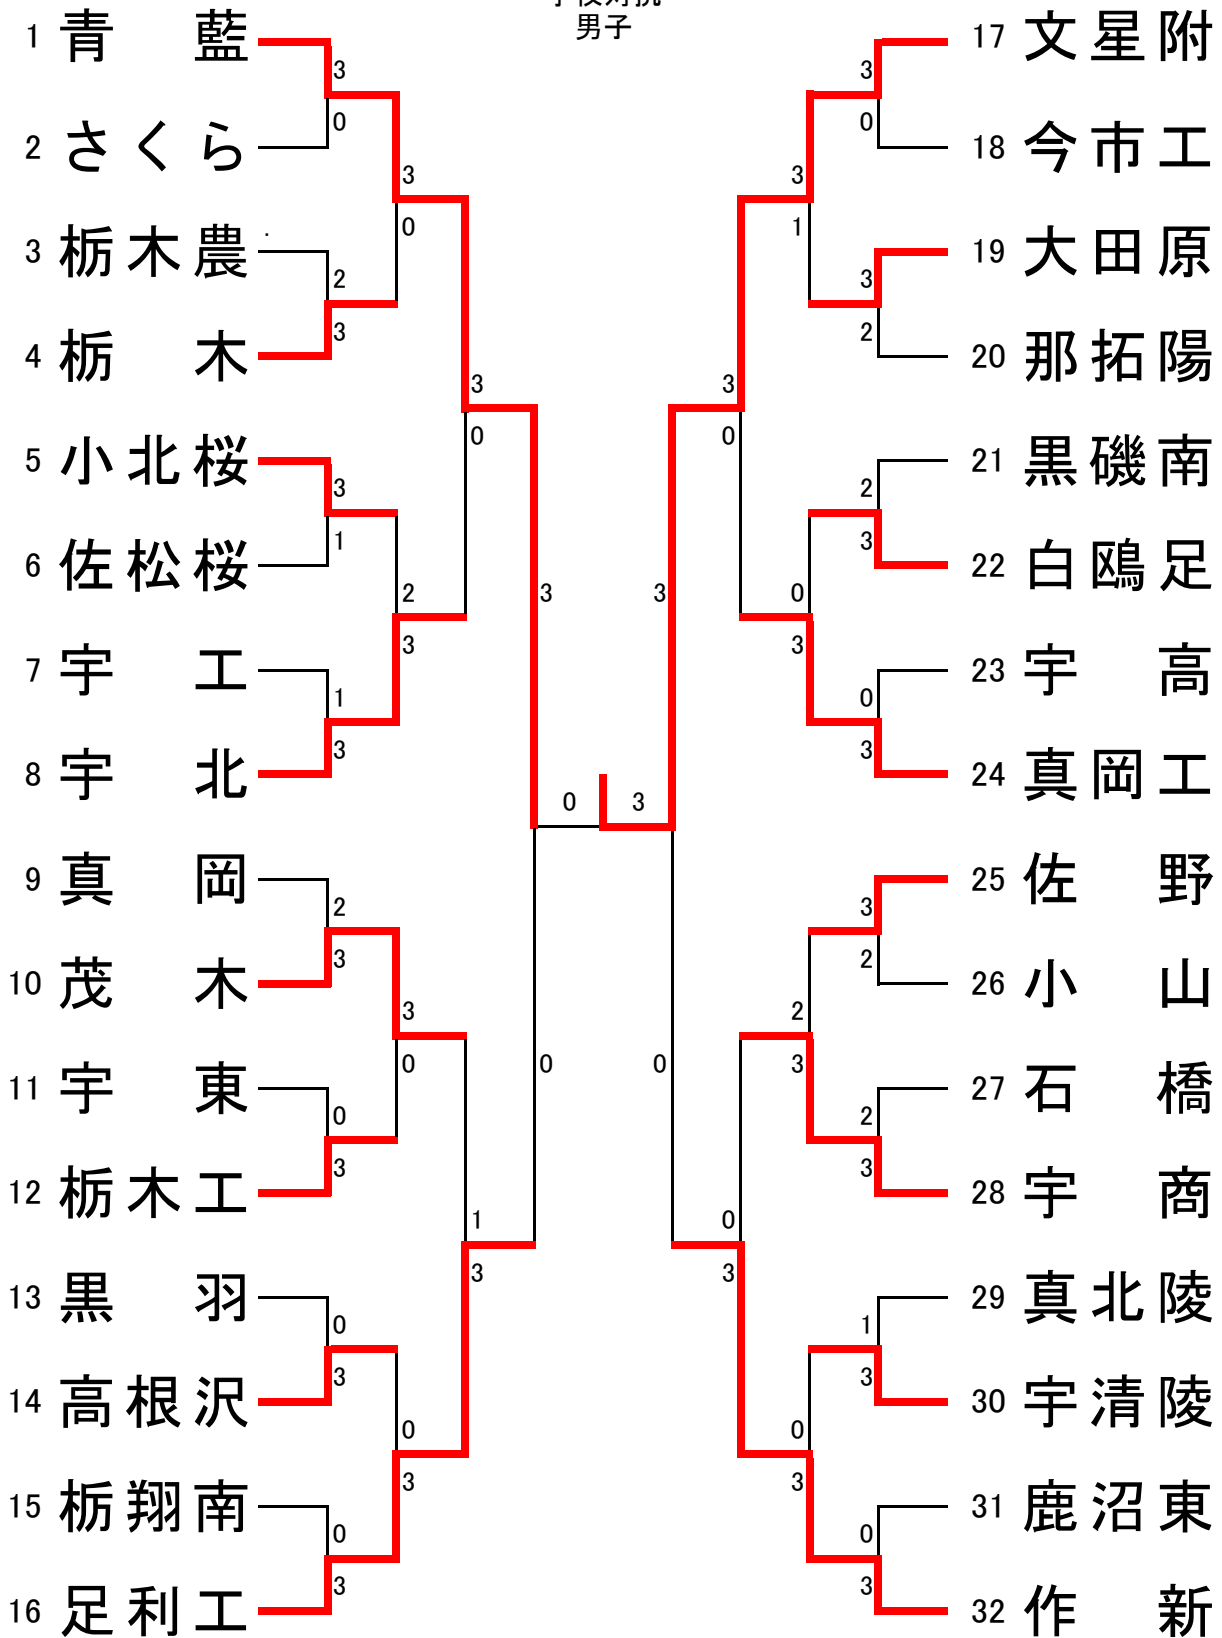 男子
1 青藍
2 さくら
3 栃木農
4 栃木
5 小北桜
6 佐松桜
7 宇工
8 宇北
9 真岡
10 茂木
11 宇東
12 栃木工
13 黒羽
14 高根沢
15 栃翔南
16 足利工
3
0
2
3
3
1
1
3
2
3
0
3
0
3
0
3
3
0
2
3
3
0
0
3
3
0
1
3
3
0
0
3
3
0
3
0
1
3
0
3
3
2
2
3
0
3
3
2
2
3
1
3
0
3
17 文星附
18 今市工
19 大田原
20 那拓陽
21 黒磯南
22 白鴎足
23 宇高
24 真岡工
25 佐野
26 小山
27 石橋
28 宇商
29 真北陵
30 宇清陵
31 鹿沼東
32 作新